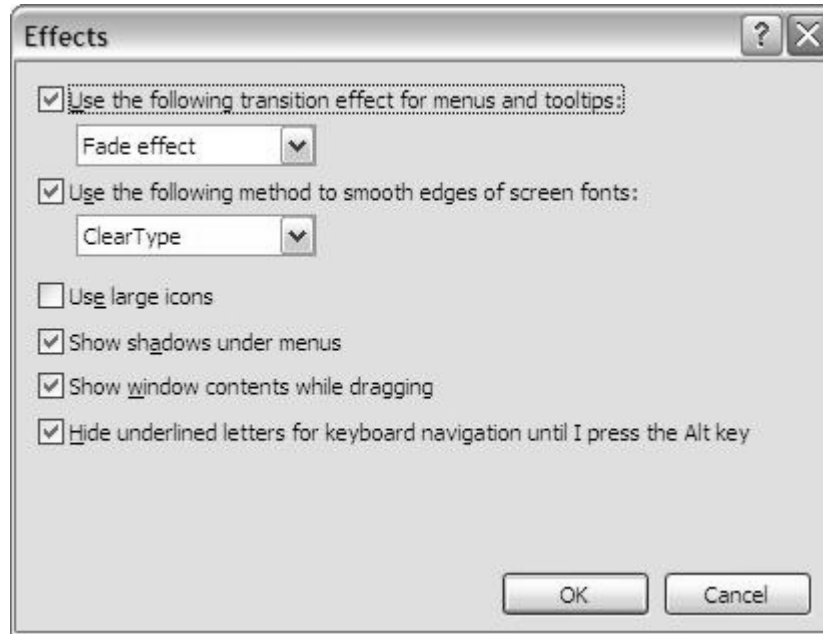 Effects
Use the following transition effect for menus and tooltips:
Fade effect
Use the following method to smooth edges of screen fonts:
ClearType
Use large icons
Show shadows under menus
Show window contents while dragging
Hide underlined letters for keyboard navigation until I press the Alt key
OK Cancel